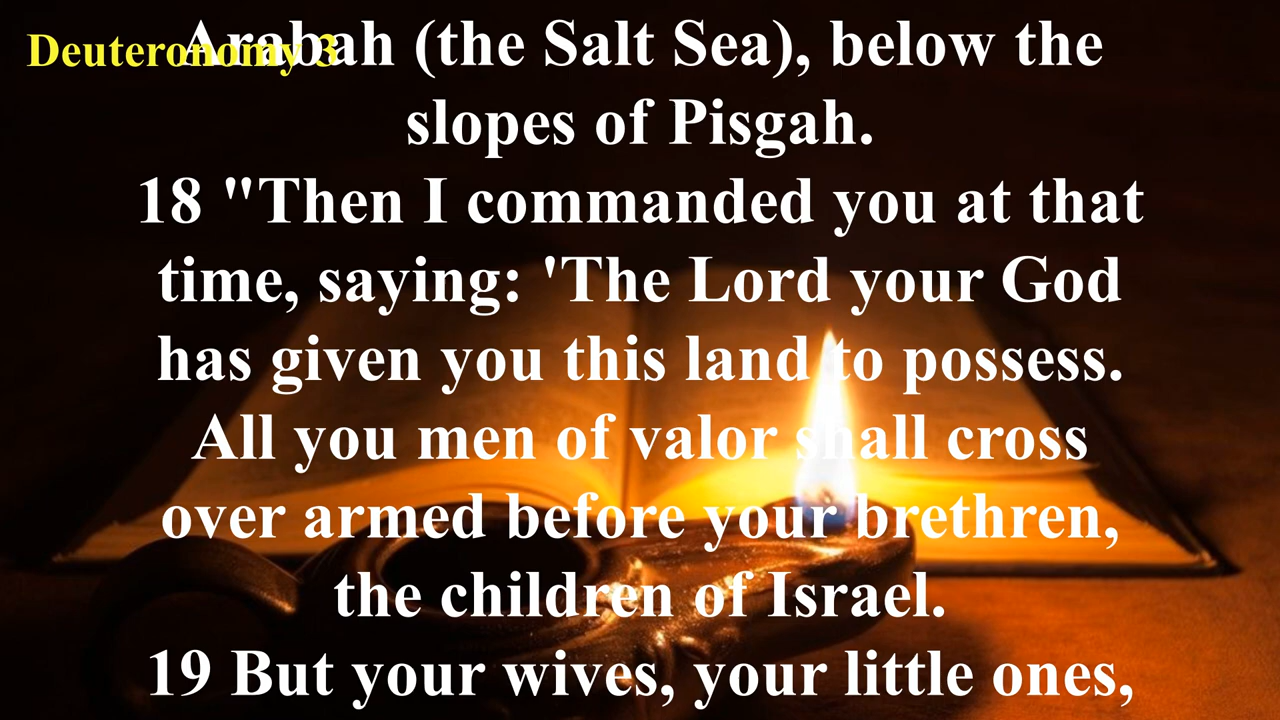 Deuteronomy 3
Arabah (the Salt Sea), below the
slopes of Pisgah.
18 "Then I commanded you at that
time, saying: 'The Lord your God
has given you this land to possess.
All you men of valor shall cross
over armed before your brethren,
the children of Israel.
19 But your wives, your little ones,